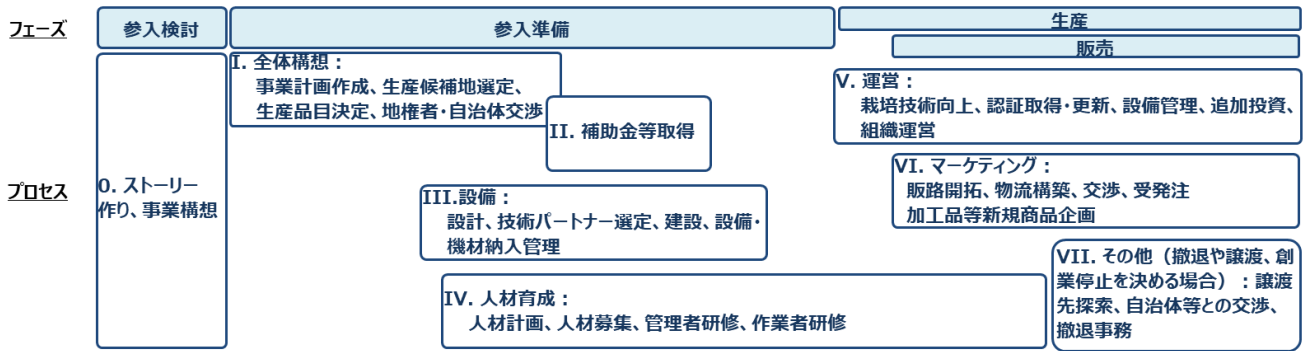 フェーズ
参入検討
参入準備
生産
販売
プロセス
0. ストーリー
作り、事業構想
I. 全体構想：
事業計画作成、生産候補地選定、
生産品目決定、地権者・自治体交渉
II. 補助金等取得
III.設備：
設計、技術パートナー選定、建設、設備・
機材納入管理
IV. 人材育成：
人材計画、人材募集、管理者研修、作業者研修
V. 運営：
栽培技術向上、認証取得・更新、設備管理、追加投資、
組織運営
VI. マーケティング：
販路開拓、物流構築、交渉、受発注
加工品等新規商品企画
VII. その他（撤退や譲渡、創
業停止を決める場合）：譲渡
先探索、自治体等との交渉、
撤退事務